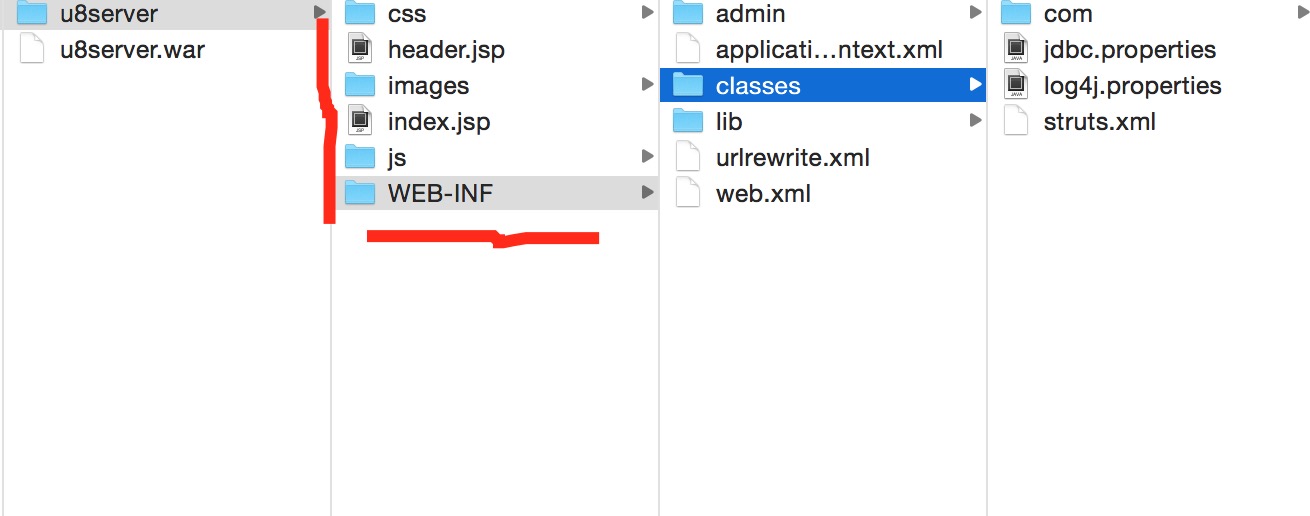 u8server
u8server.war
css
header.jsp
images
index.jsp
js
WEB-INF
admin
applicati...ntext.xml
classes
lib
urlrewrite.xml
web.xml
com
jdbc.properties
log4j.properties
struts.xml